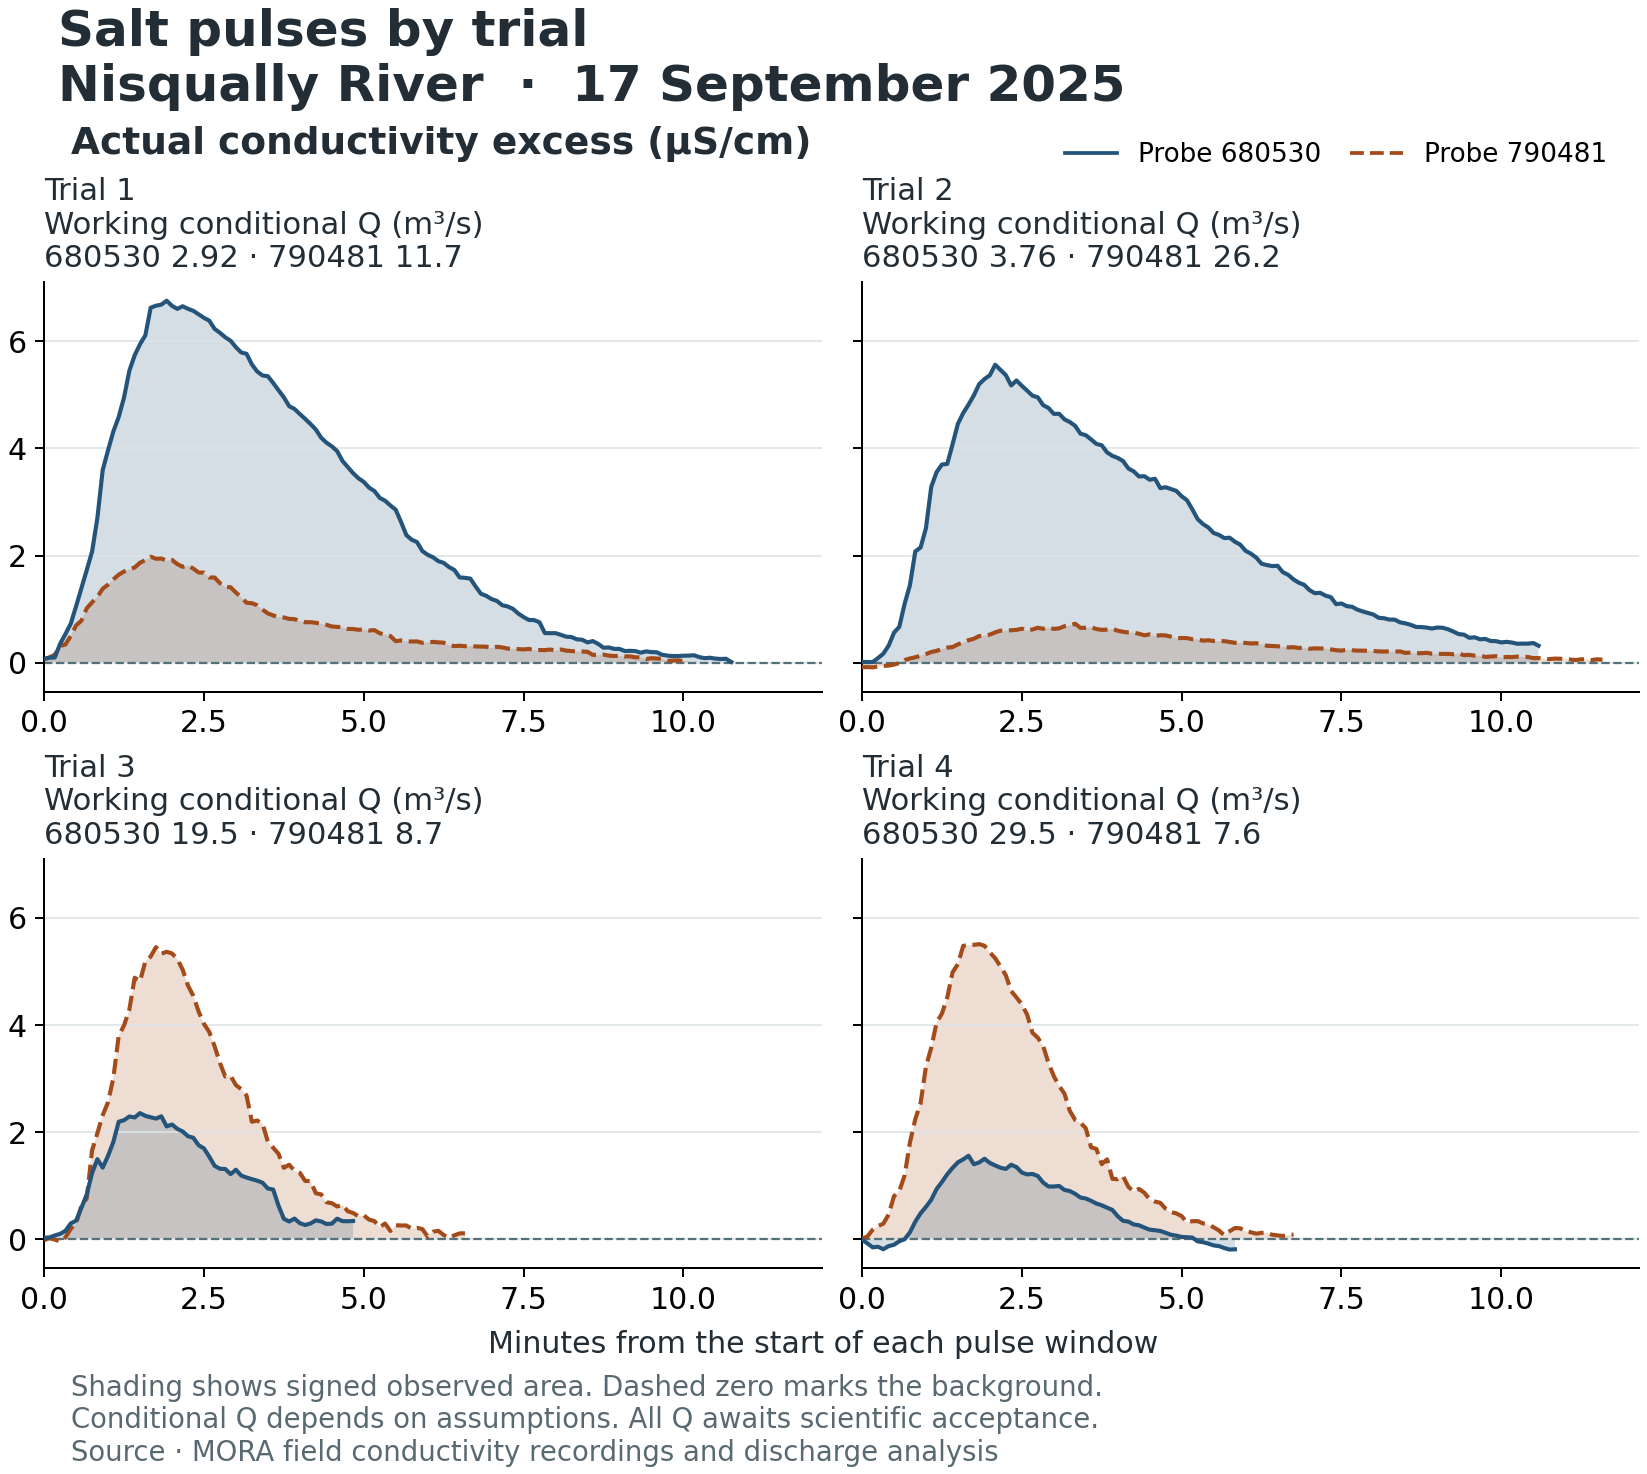 Salt pulses by trial
Nisqually River · 17 September 2025
Actual conductivity excess (µS/cm)
Probe 680530
Probe 790481
Trial 1
Working conditional Q (m³/s)
680530 2.92 · 790481 11.7
6
4
2
0
0.0 2.5 5.0 7.5 10.0
Trial 2
Working conditional Q (m³/s)
680530 3.76 · 790481 26.2
0.0 2.5 5.0 7.5 10.0
Trial 3
Working conditional Q (m³/s)
680530 19.5 · 790481 8.7
6
4
2
0
0.0 2.5 5.0 7.5 10.0
Trial 4
Working conditional Q (m³/s)
680530 29.5 · 790481 7.6
0.0 2.5 5.0 7.5 10.0
Minutes from the start of each pulse window
Shading shows signed observed area. Dashed zero marks the background.
Conditional Q depends on assumptions. All Q awaits scientific acceptance.
Source · MORA field conductivity recordings and discharge analysis